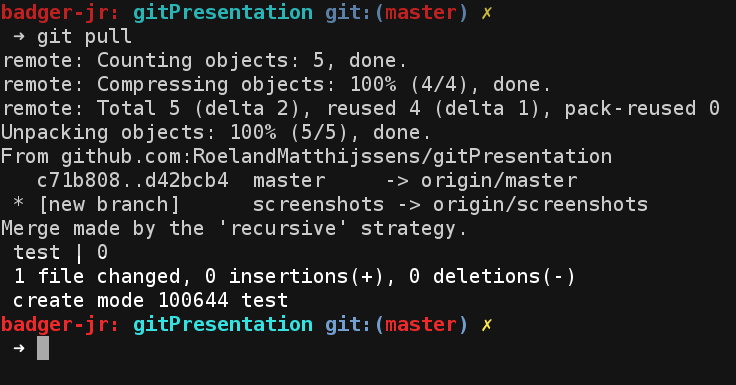 badger-jr: gitPresentation git:(master) ✗
➜ git pull
remote: Counting objects: 5, done.
remote: Compressing objects: 100% (4/4), done.
remote: Total 5 (delta 2), reused 4 (delta 1), pack-reused 0
Unpacking objects: 100% (5/5), done.
From github.com:RoelandMatthijssens/gitPresentation
   c71b808..d42bcb4  master     -> origin/master
 * [new branch]      screenshots -> origin/screenshots
Merge made by the 'recursive' strategy.
 test | 0
 1 file changed, 0 insertions(+), 0 deletions(-)
 create mode 100644 test
badger-jr: gitPresentation git:(master) ✗
➜